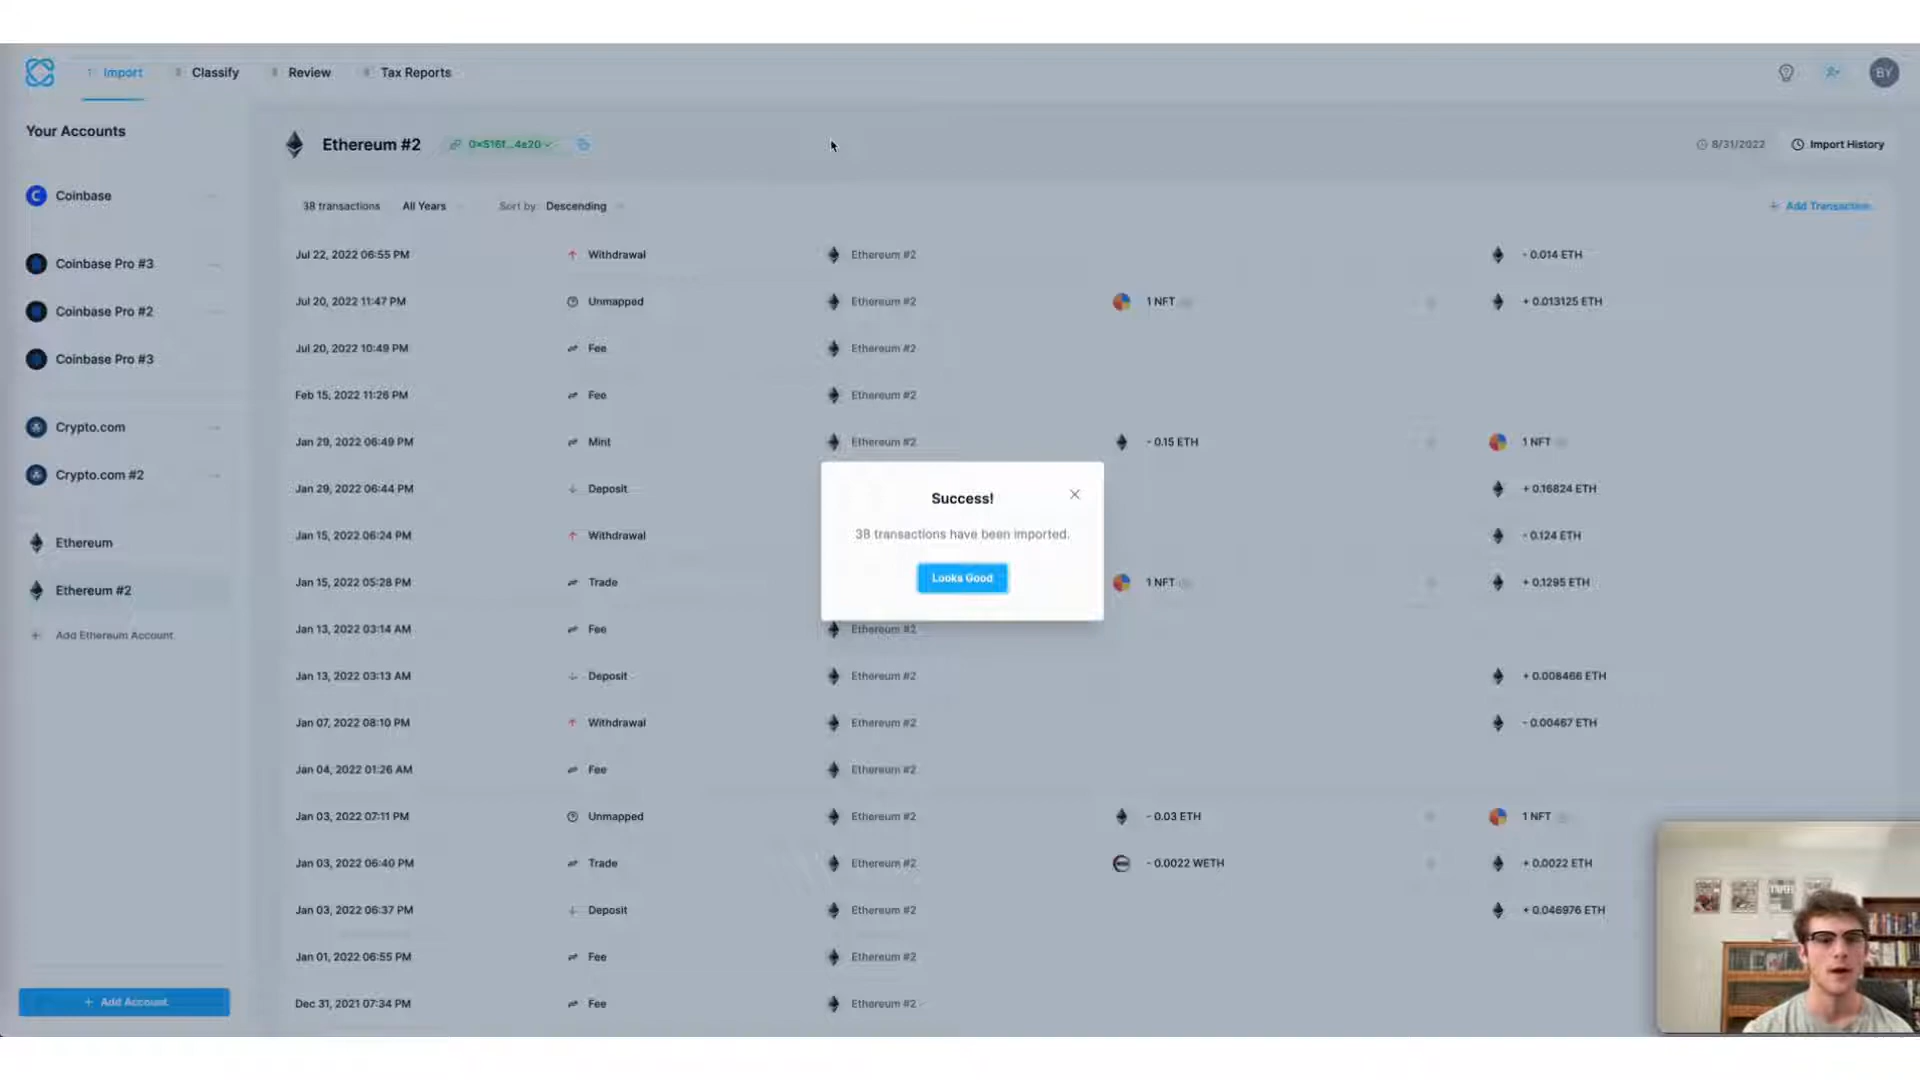 1 Import
Classify
Review
Tax Reports
BY
Your Accounts
Coinbase
Coinbase Pro #3
Coinbase Pro #2
Coinbase Pro #3
Crypto.com
Crypto.com #2
Ethereum
Ethereum #2
+ Add Ethereum Account
+ Add Account
Ethereum #2 0x516f...4e20
8/31/2022 Import History
38 transactions All Years Sort by: Descending + Add Transaction
Jul 22, 2022 06:55 PM Withdrawal Ethereum #2 - 0.014 ETH
Jul 20, 2022 11:47 PM Unmapped Ethereum #2 1 NFT + 0.013125 ETH
Jul 20, 2022 10:49 PM Fee Ethereum #2
Feb 15, 2022 11:26 PM Fee Ethereum #2
Jan 29, 2022 06:49 PM Mint Ethereum #2 - 0.15 ETH 1 NFT
Jan 29, 2022 06:44 PM Deposit + 0.16824 ETH
Jan 15, 2022 06:24 PM Withdrawal - 0.124 ETH
Jan 15, 2022 05:28 PM Trade 1 NFT + 0.1295 ETH
Jan 13, 2022 03:14 AM Fee Ethereum #2
Jan 13, 2022 03:13 AM Deposit Ethereum #2 + 0.008466 ETH
Jan 07, 2022 08:10 PM Withdrawal Ethereum #2 - 0.00467 ETH
Jan 04, 2022 01:26 AM Fee Ethereum #2
Jan 03, 2022 07:11 PM Unmapped Ethereum #2 - 0.03 ETH 1 NFT
Jan 03, 2022 06:40 PM Trade Ethereum #2 - 0.0022 WETH + 0.0022 ETH
Jan 03, 2022 06:37 PM Deposit Ethereum #2 + 0.046976 ETH
Jan 01, 2022 06:55 PM Fee Ethereum #2
Dec 31, 2021 07:34 PM Fee Ethereum #2
Success!
38 transactions have been imported.
Looks Good